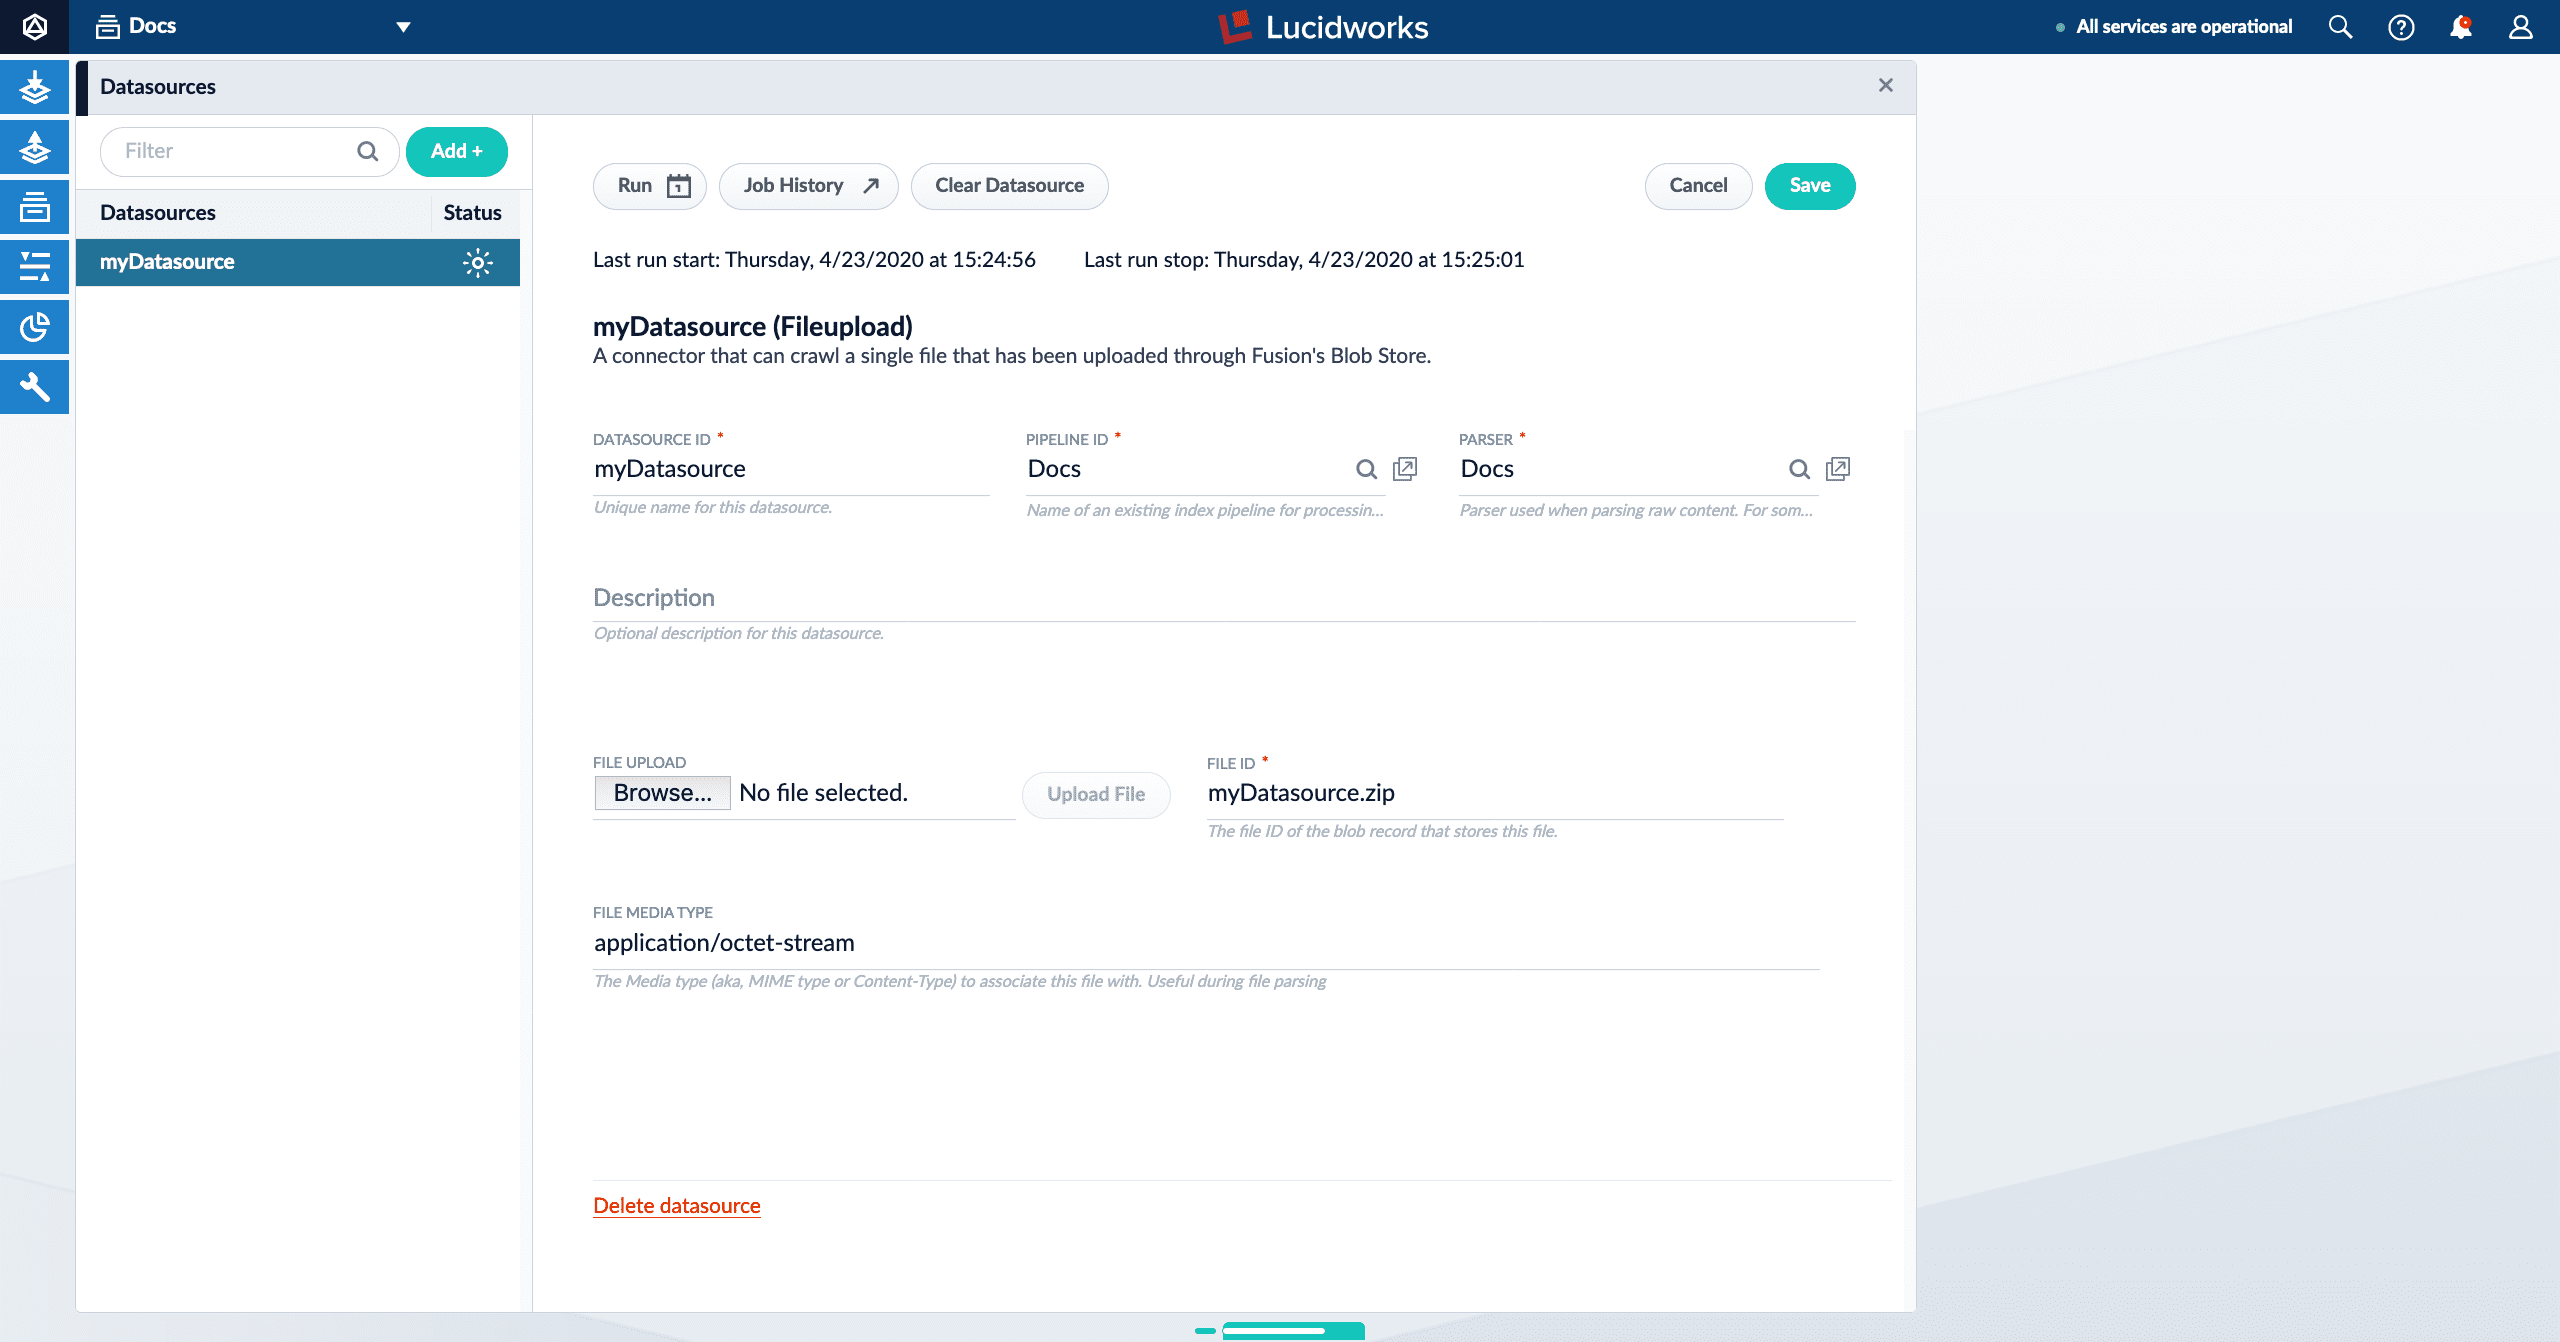 Docs
Lucidworks
All services are operational
Datasources
Filter
Add +
Datasources
Status
myDatasource
Run
1
Job History
Clear Datasource
Cancel
Save
Last run start: Thursday, 4/23/2020 at 15:24:56
Last run stop: Thursday, 4/23/2020 at 15:25:01
myDatasource (Fileupload)
A connector that can crawl a single file that has been uploaded through Fusion's Blob Store.
DATASOURCE ID *
PIPELINE ID *
PARSER *
myDatasource
Docs
Docs
Unique name for this datasource.
Name of an existing index pipeline for processin...
Parser used when parsing raw content. For som...
Description
Optional description for this datasource.
FILE UPLOAD
FILE ID *
Browse... No file selected.
Upload File
myDatasource.zip
The file ID of the blob record that stores this file.
FILE MEDIA TYPE
application/octet-stream
The Media type (aka, MIME type or Content-Type) to associate this file with. Useful during file parsing
Delete datasource